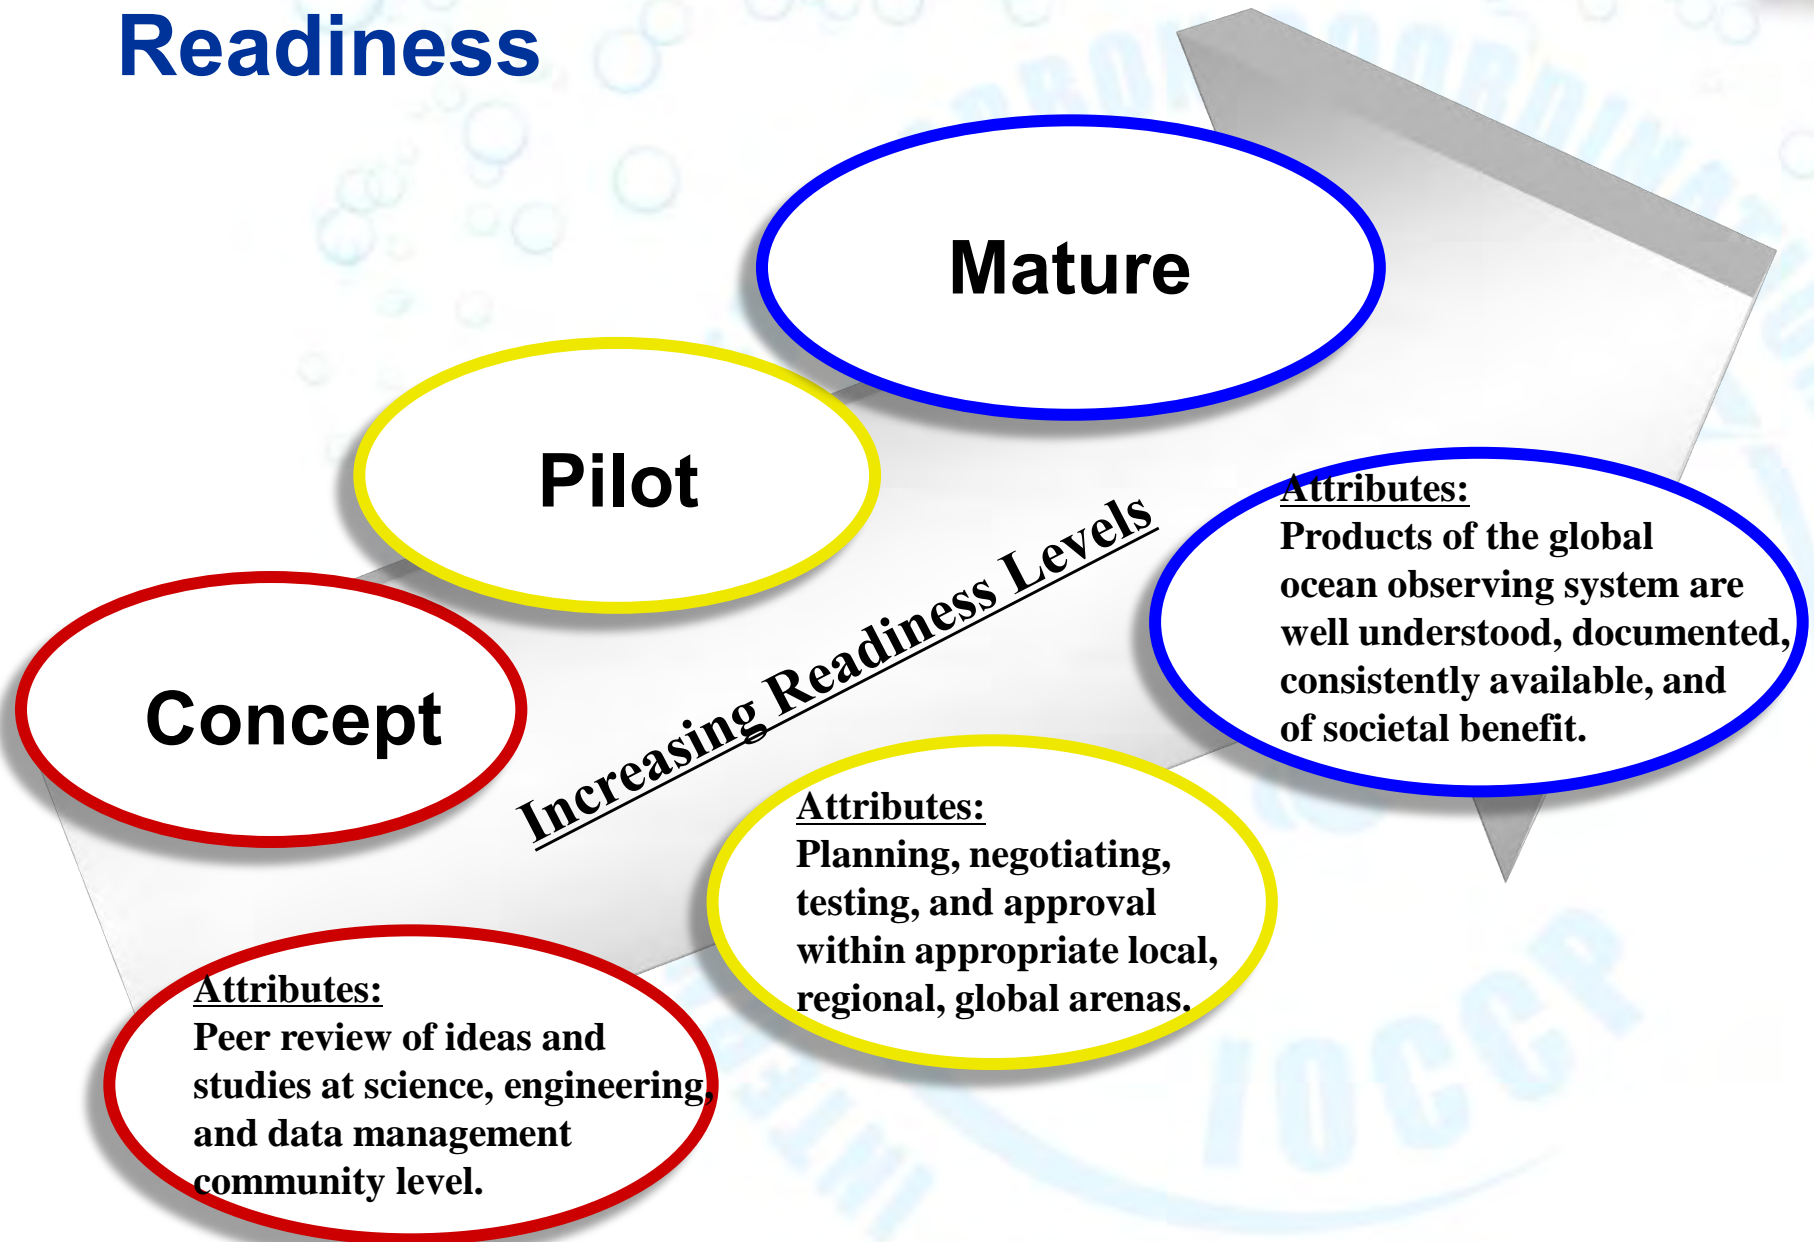 Readiness
Mature
Pilot
Concept
Increasing Readiness Levels
Attributes:
Products of the global
ocean observing system are
well understood, documented,
consistently available, and
of societal benefit.
Attributes:
Planning, negotiating,
testing, and approval
within appropriate local,
regional, global arenas.
Attributes:
Peer review of ideas and
studies at science, engineering,
and data management
community level.
IOCCP